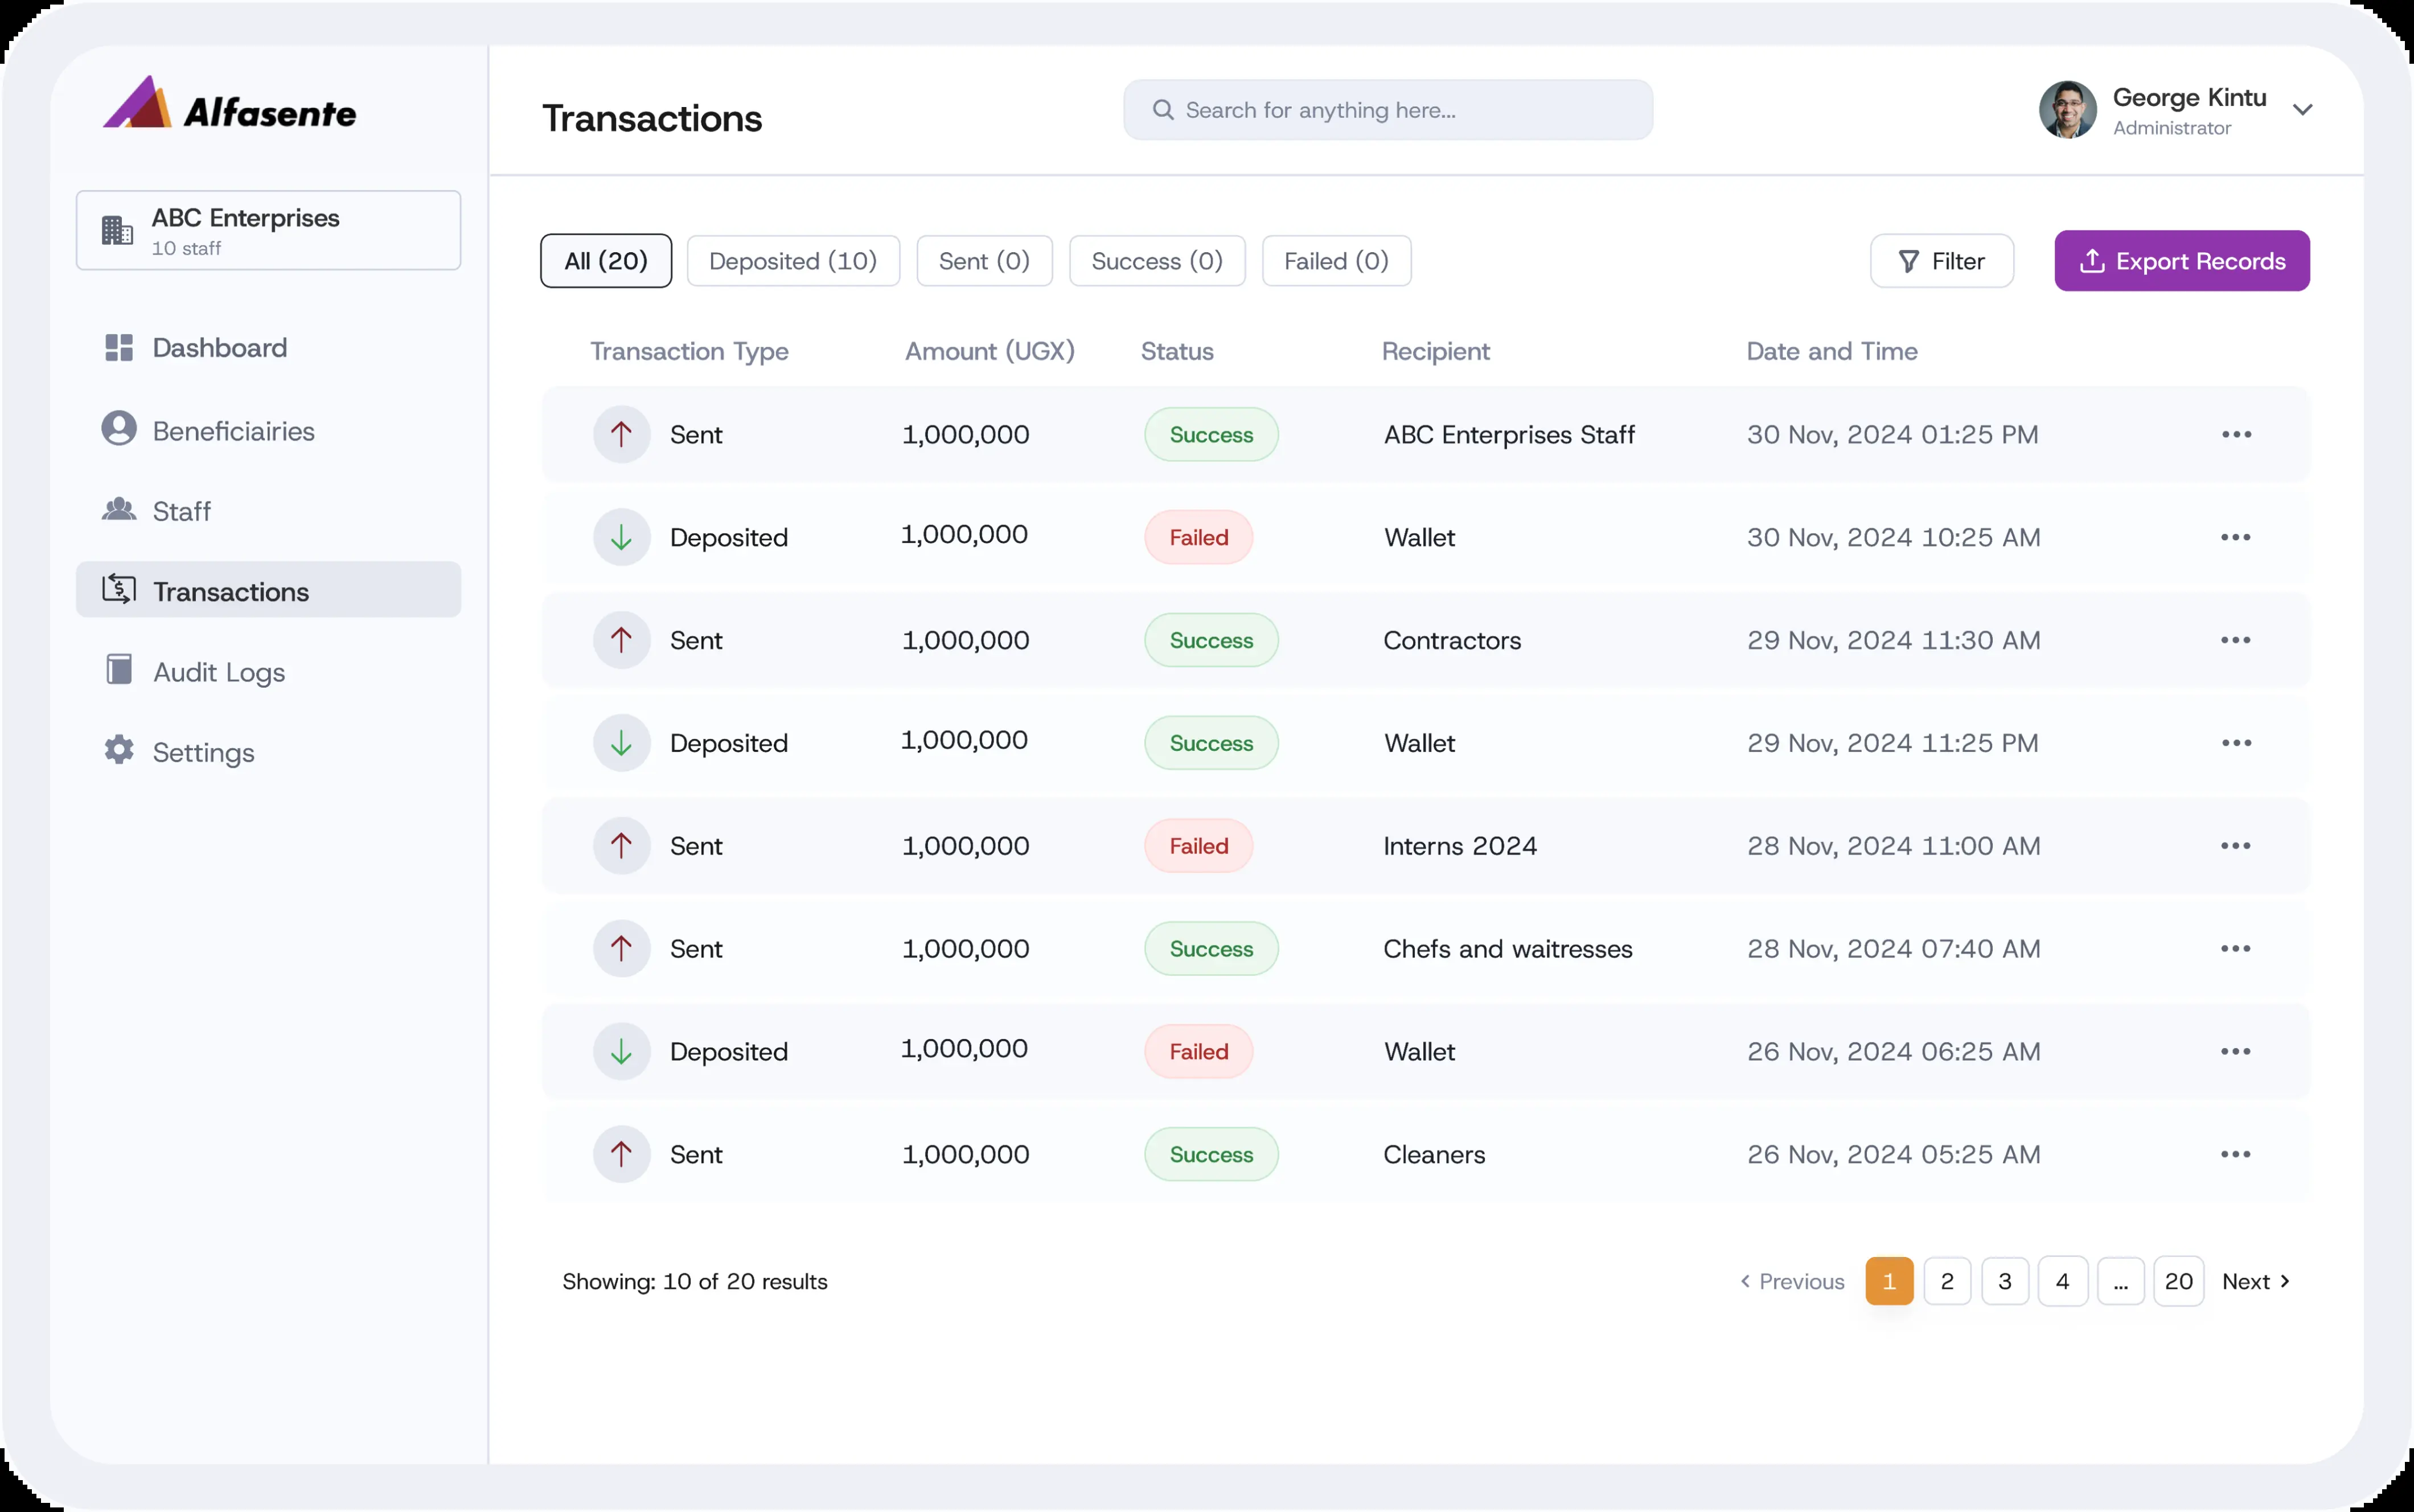 Alfasente
Transactions
Search for anything here...
George Kintu
Administrator
ABC Enterprises
10 staff
Dashboard
Beneficiairies
Staff
Transactions
Audit Logs
Settings
All (20) Deposited (10) Sent (0) Success (0) Failed (0) Filter Export Records
Transaction Type Amount (UGX) Status Recipient Date and Time
Sent 1,000,000 Success ABC Enterprises Staff 30 Nov, 2024 01:25 PM
Deposited 1,000,000 Failed Wallet 30 Nov, 2024 10:25 AM
Sent 1,000,000 Success Contractors 29 Nov, 2024 11:30 AM
Deposited 1,000,000 Success Wallet 29 Nov, 2024 11:25 PM
Sent 1,000,000 Failed Interns 2024 28 Nov, 2024 11:00 AM
Sent 1,000,000 Success Chefs and waitresses 28 Nov, 2024 07:40 AM
Deposited 1,000,000 Failed Wallet 26 Nov, 2024 06:25 AM
Sent 1,000,000 Success Cleaners 26 Nov, 2024 05:25 AM
Showing: 10 of 20 results
Previous 1 2 3 4 ... 20 Next